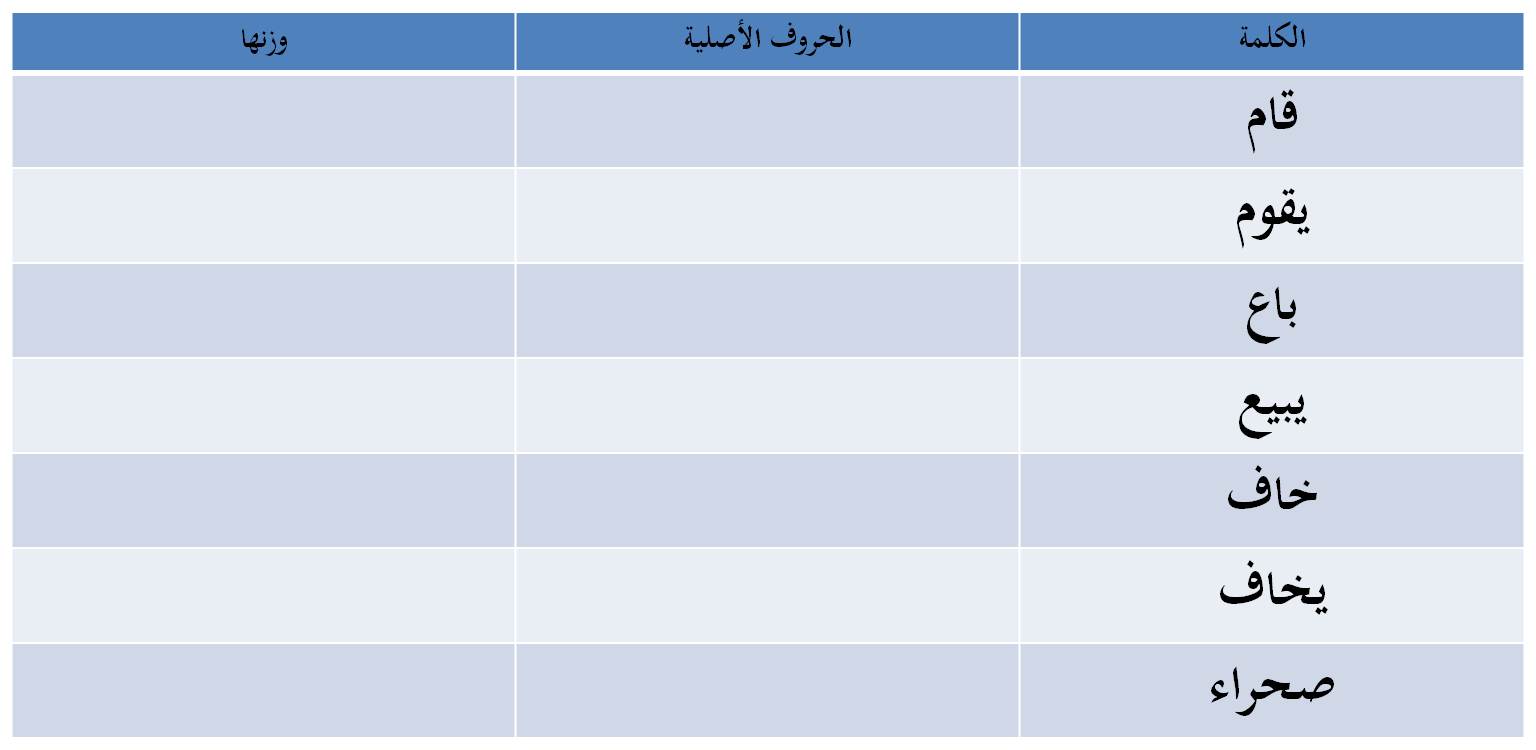 الكلمة الحروف الأصلية وزنها
قام
يقوم
باع
يبيع
خاف
يخاف
صحراء